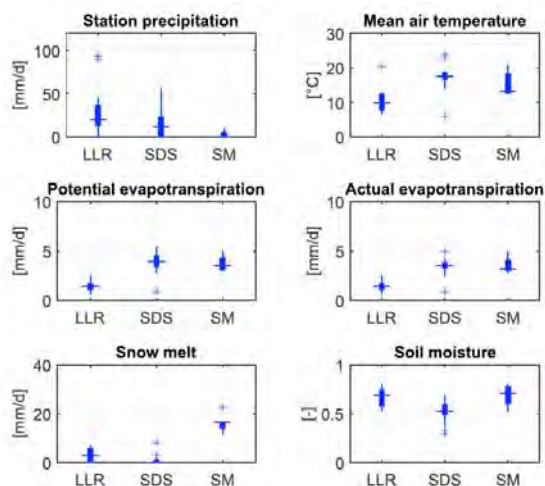 Station precipitation
[mm/d]
100
50
0
LLR SDS SM
Mean air temperature
[°C]
30
20
10
0
LLR SDS SM
Potential evapotranspiration
[mm/d]
10
5
0
LLR SDS SM
Actual evapotranspiration
[mm/d]
10
5
0
LLR SDS SM
Snow melt
[mm/d]
40
20
0
LLR SDS SM
Soil moisture
[-]
1
0.5
0
LLR SDS SM